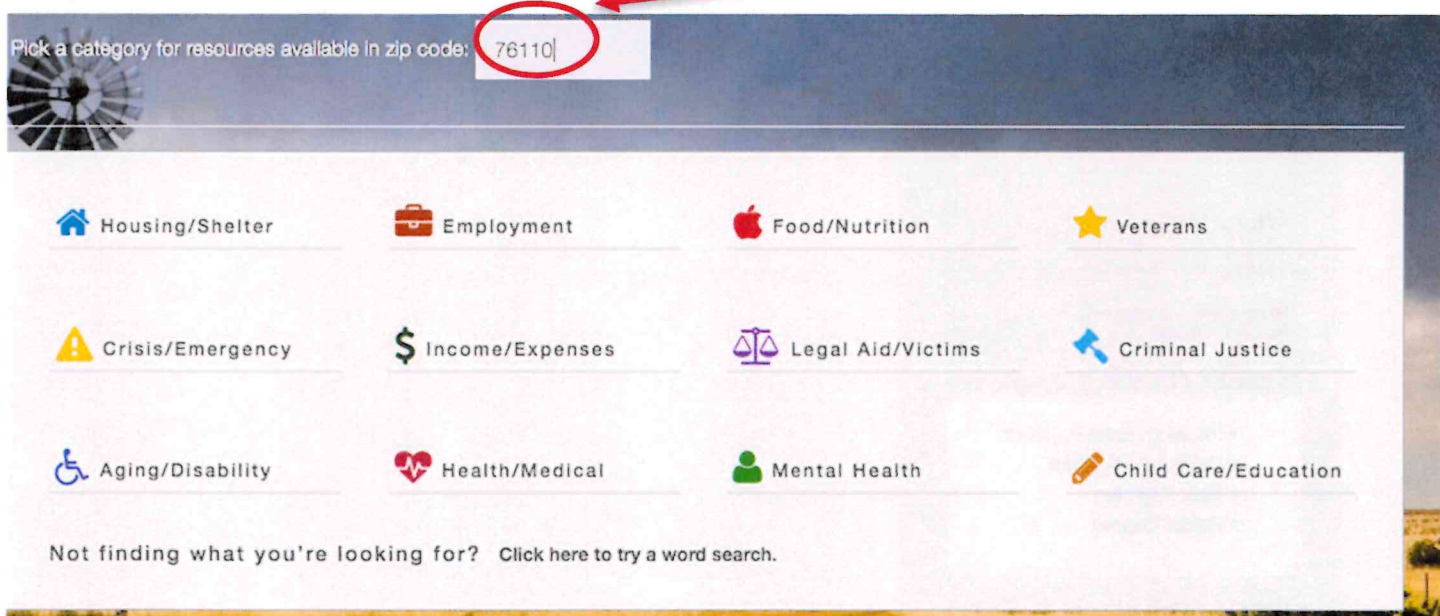 Pick a category for resources available in zip code: 76110
Housing/Shelter Employment Food/Nutrition Veterans
Crisis/Emergency Income/Expenses Legal Aid/Victims Criminal Justice
Aging/Disability Health/Medical Mental Health Child Care/Education
Not finding what you're looking for? Click here to try a word search.